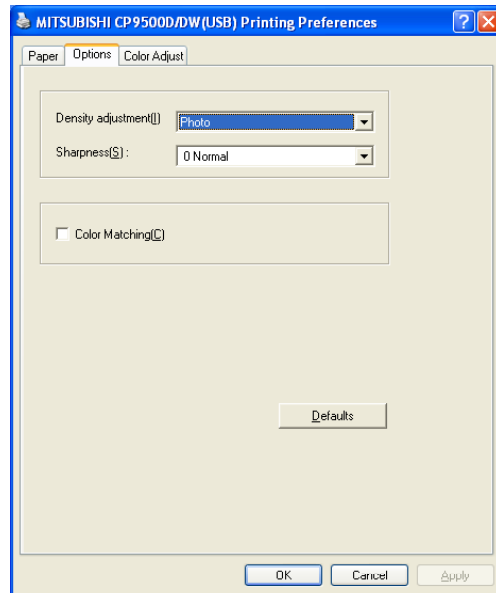 MITSUBISHI CP9500D/DW(USB) Printing Preferences
Paper Options Color Adjust
Density adjustment(I) Photo
Sharpness(S) : 0 Normal
Color Matching(C)
Defaults
OK Cancel Apply